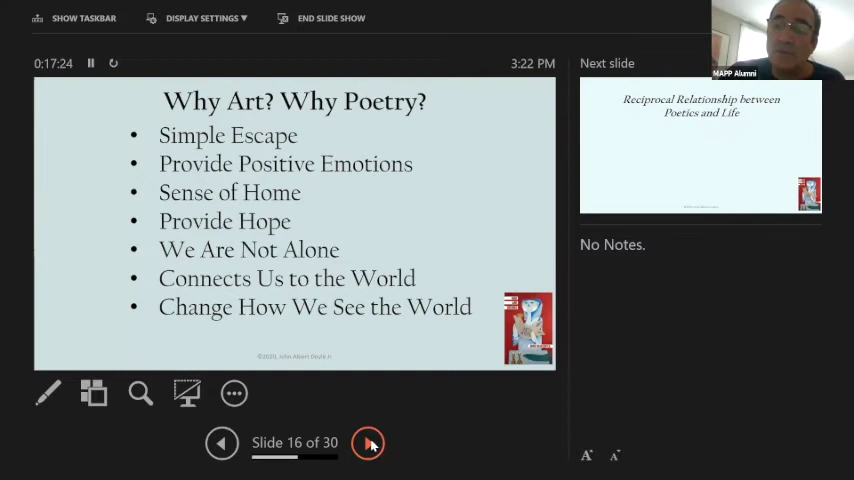 SHOW TASKBAR
DISPLAY SETTINGS ▼
END SLIDE SHOW
MAPP Alumni
0:17:24
3:22 PM
Why Art? Why Poetry?
• Simple Escape
• Provide Positive Emotions
• Sense of Home
• Provide Hope
• We Are Not Alone
• Connects Us to the World
• Change How We See the World
©2020, John Albert Doyle Jr
Slide 16 of 30
Next slide
Reciprocal Relationship between
Poetics and Life
No Notes.
A A